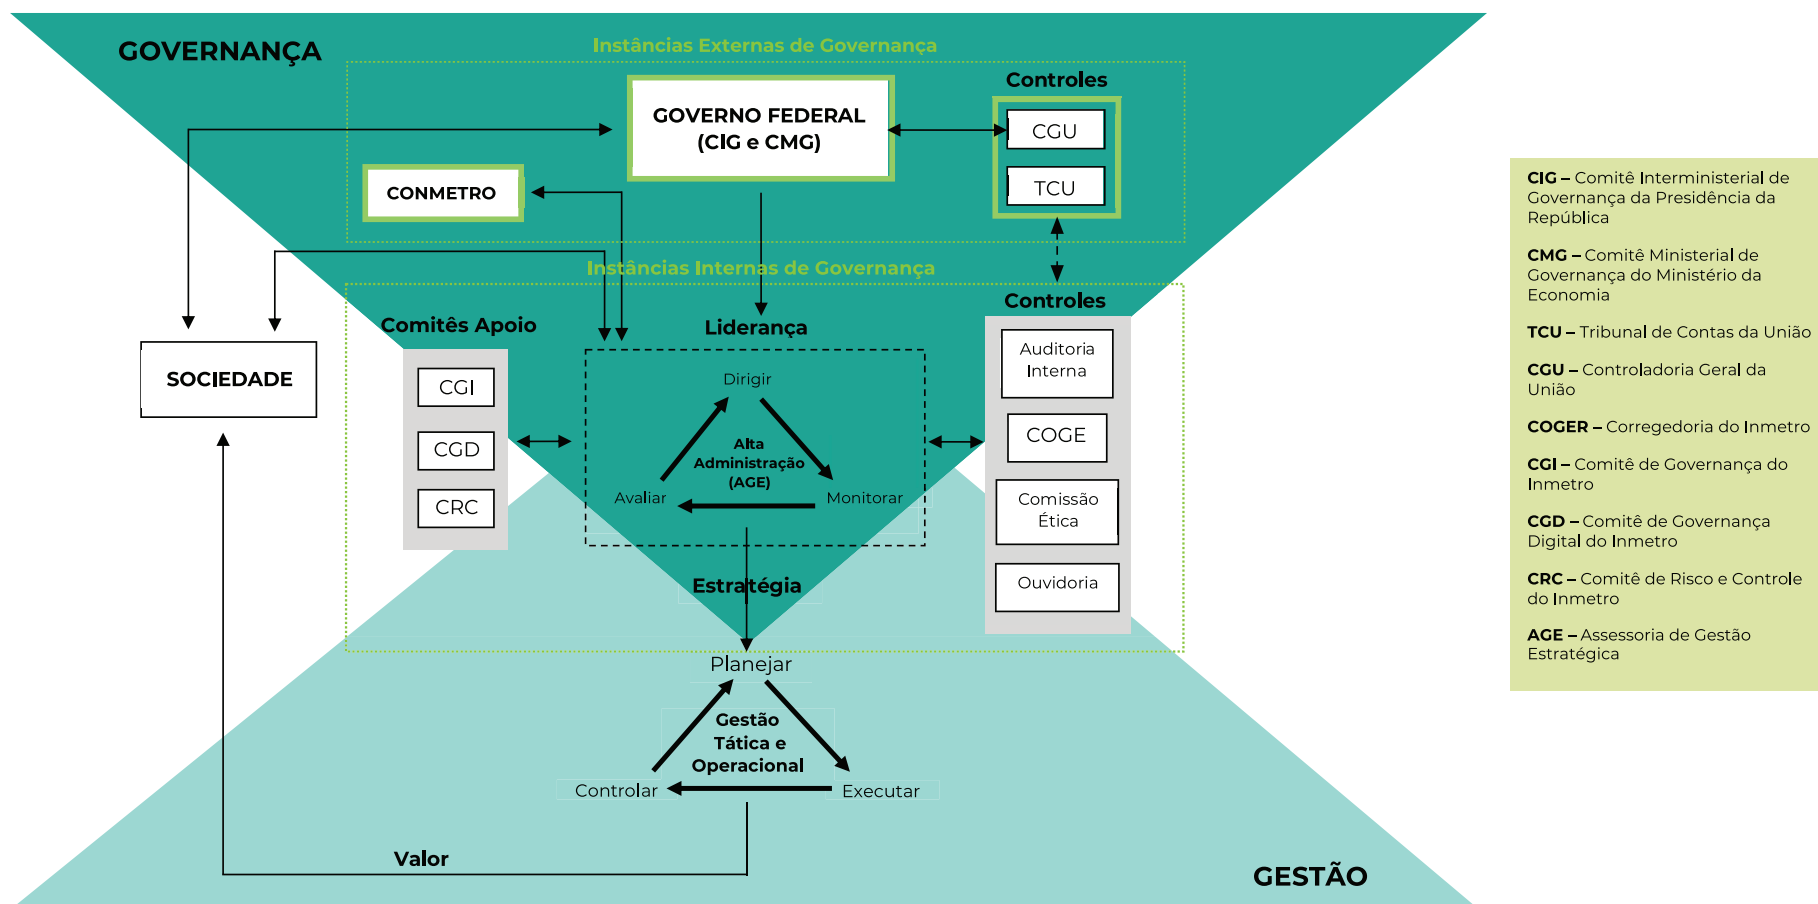 GOVERNANÇA
Instâncias Externas de Governança
GOVERNO FEDERAL
(CIG e CMG)
Controles
CGU
TCU
CONMETRO
Instâncias Internas de Governança
Comitês Apoio
CGI
CGD
CRC
Liderança
Dirigir
Alta
Administração
(AGE)
Avaliar
Monitorar
Controles
Auditoria
Interna
COGE
Comissão
Ética
Ouvidoria
SOCIEDADE
Estratégia
Planejar
Gestão
Tática e
Operacional
Controlar
Executar
Valor
GESTÃO
CIG – Comitê Interministerial de
Governança da Presidência da
República
CMG – Comitê Ministerial de
Governança do Ministério da
Economia
TCU – Tribunal de Contas da União
CGU – Controladoria Geral da
União
COGER – Corregedoria do Inmetro
CGI – Comitê de Governança do
Inmetro
CGD – Comitê de Governança
Digital do Inmetro
CRC – Comitê de Risco e Controle
do Inmetro
AGE – Assessoria de Gestão
Estratégica